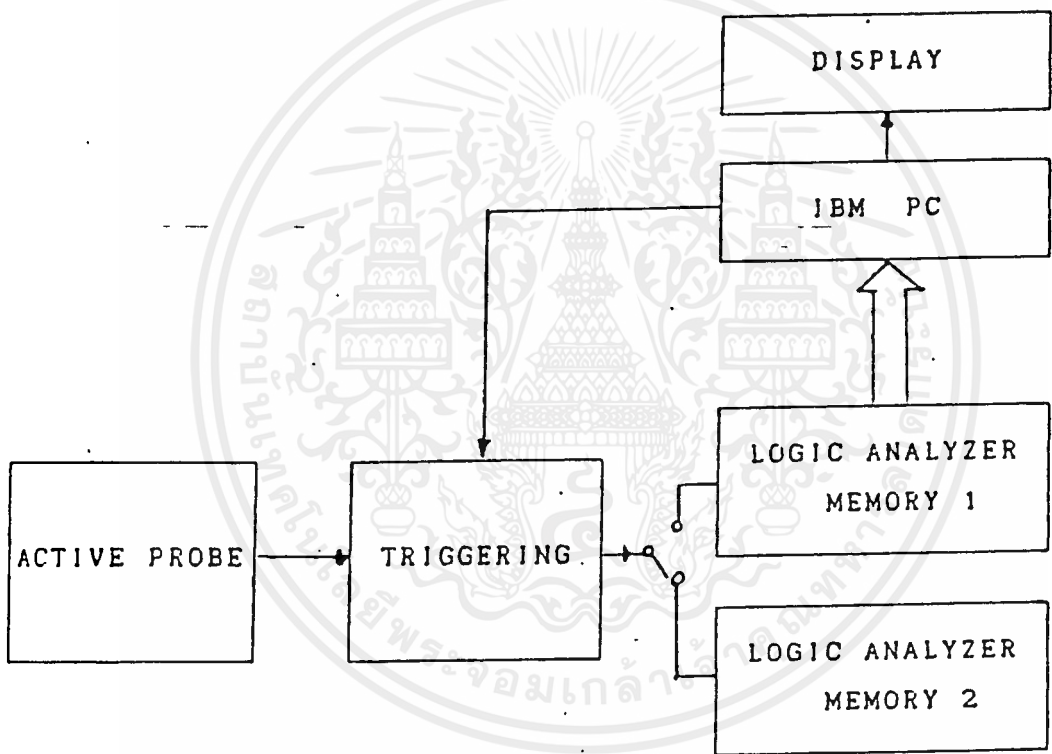 DISPLAY
IBM PC
LOGIC ANALYZER
MEMORY 1
ACTIVE PROBE
TRIGGERING
LOGIC ANALYZER
MEMORY 2